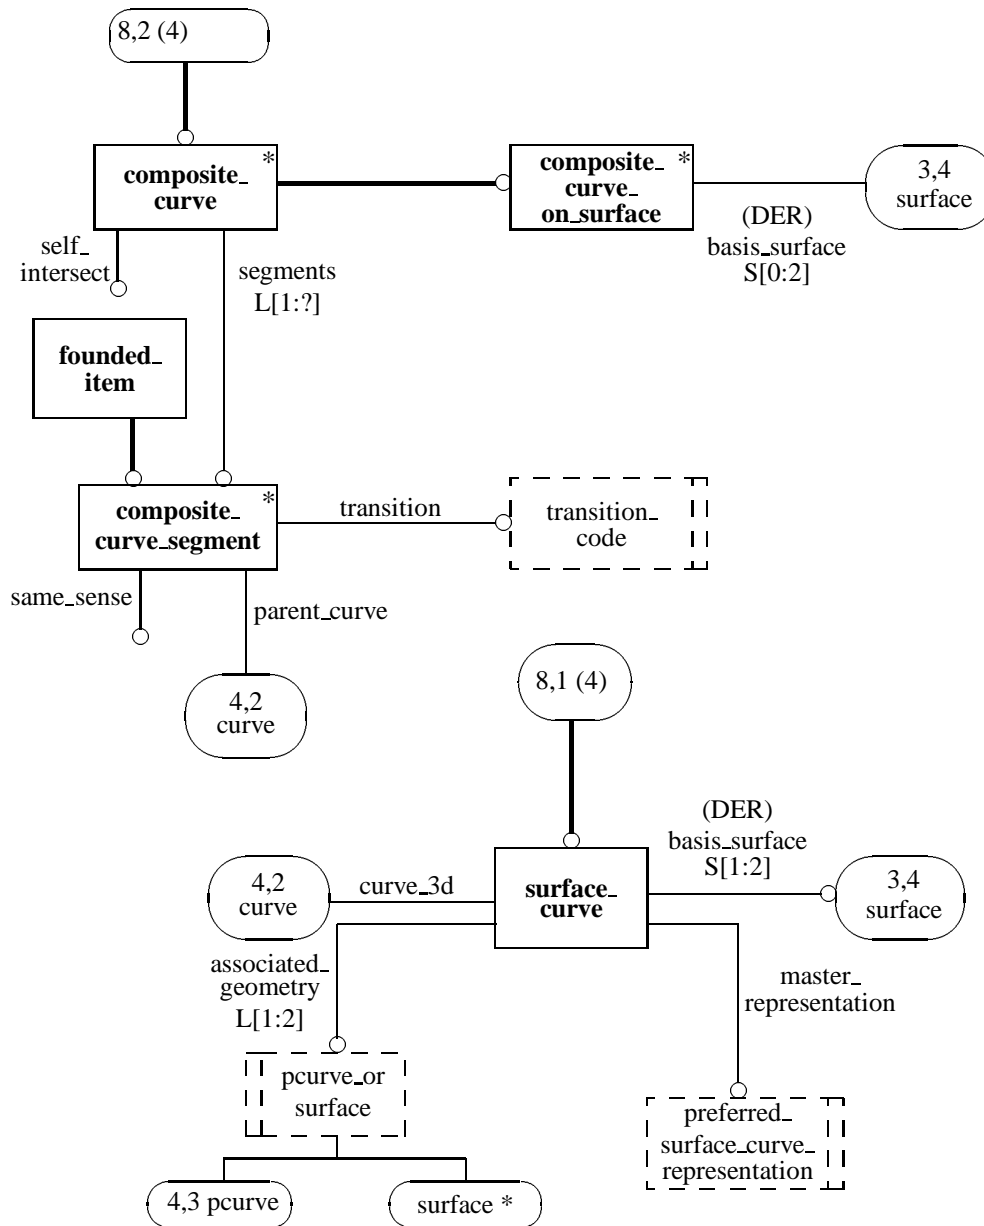 8,2 (4)
composite_
curve
*
composite_
curve_
on_surface
*
3,4
surface
(DER)
basis_surface
S[0:2]
self_
intersect
segments
L[1:?]
founded_
item
composite_
curve_segment
*
transition
transition_
code
same_sense
parent_curve
4,2
curve
8,1 (4)
(DER)
basis_surface
S[1:2]
4,2
curve
curve_3d
surface_
curve
3,4
surface
associated_
geometry
L[1:2]
master_
representation
pcurve_or
surface
preferred_
surface_curve_
representation
4,3 pcurve
surface *